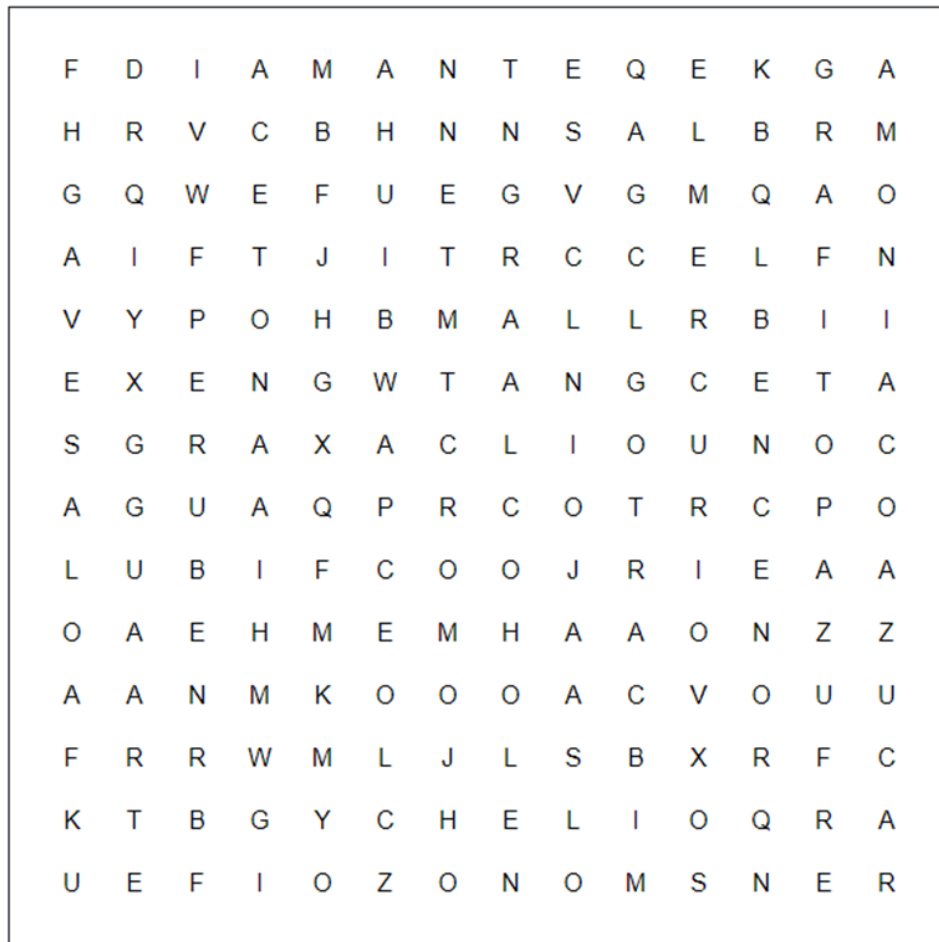 F D I A M A N T E Q E K G A
H R V C B H N N S A L B R M
G Q W E F U E G V G M Q A O
A I F T J I T R C C E L F N
V Y P O H B M A L L R B I I
E X E N G W T A N G C E T A
S G R A X A C L I O U N O C
A G U A Q P R C O T R C P O
L U B I F C O O J R I E A A
O A E H M E M H A A O N Z Z
A A N M K O O O A C V O U U
F R R W M L J L S B X R F C
K T B G Y C H E L I O Q R A
U E F I O Z O N O M S N E R